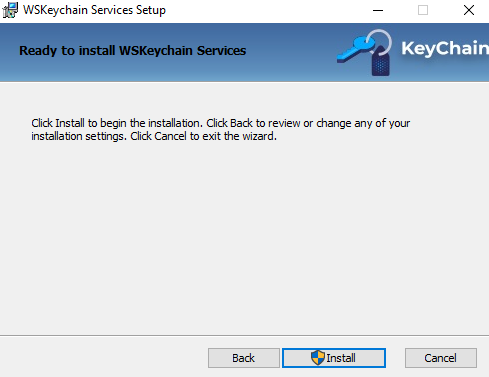 WSKeychain Services Setup
Ready to install WSKeychain Services
KeyChain
Click Install to begin the installation. Click Back to review or change any of your
installation settings. Click Cancel to exit the wizard.
Back
Install
Cancel